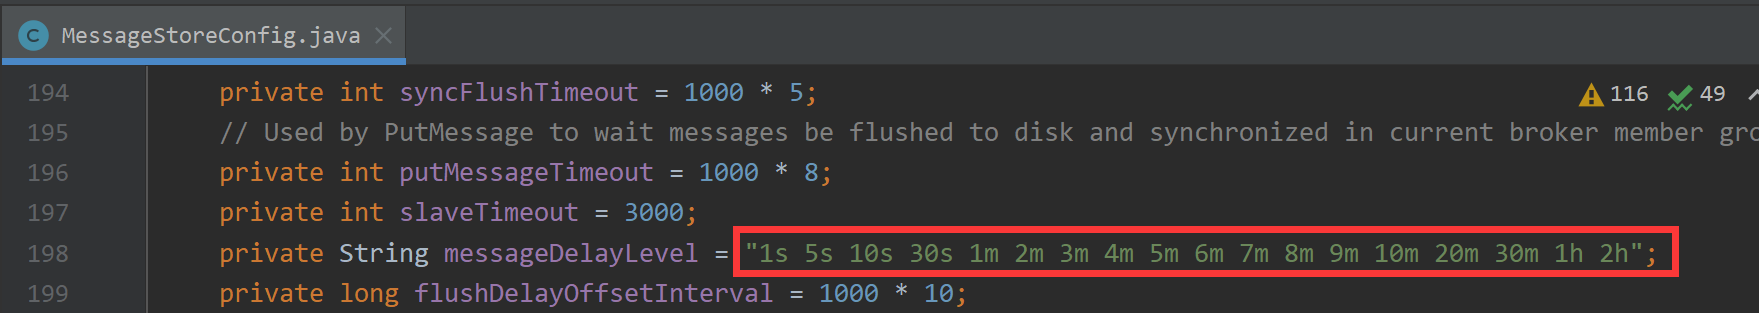 MessageStoreConfig.java
194 private int syncFlushTimeout = 1000 * 5;
116 49
195 // Used by PutMessage to wait messages be flushed to disk and synchronized in current broker member gro
196 private int putMessageTimeout = 1000 * 8;
197 private int slaveTimeout = 3000;
198 private String messageDelayLevel = "1s 5s 10s 30s 1m 2m 3m 4m 5m 6m 7m 8m 9m 10m 20m 30m 1h 2h";
199 private long flushDelayOffsetInterval = 1000 * 10;